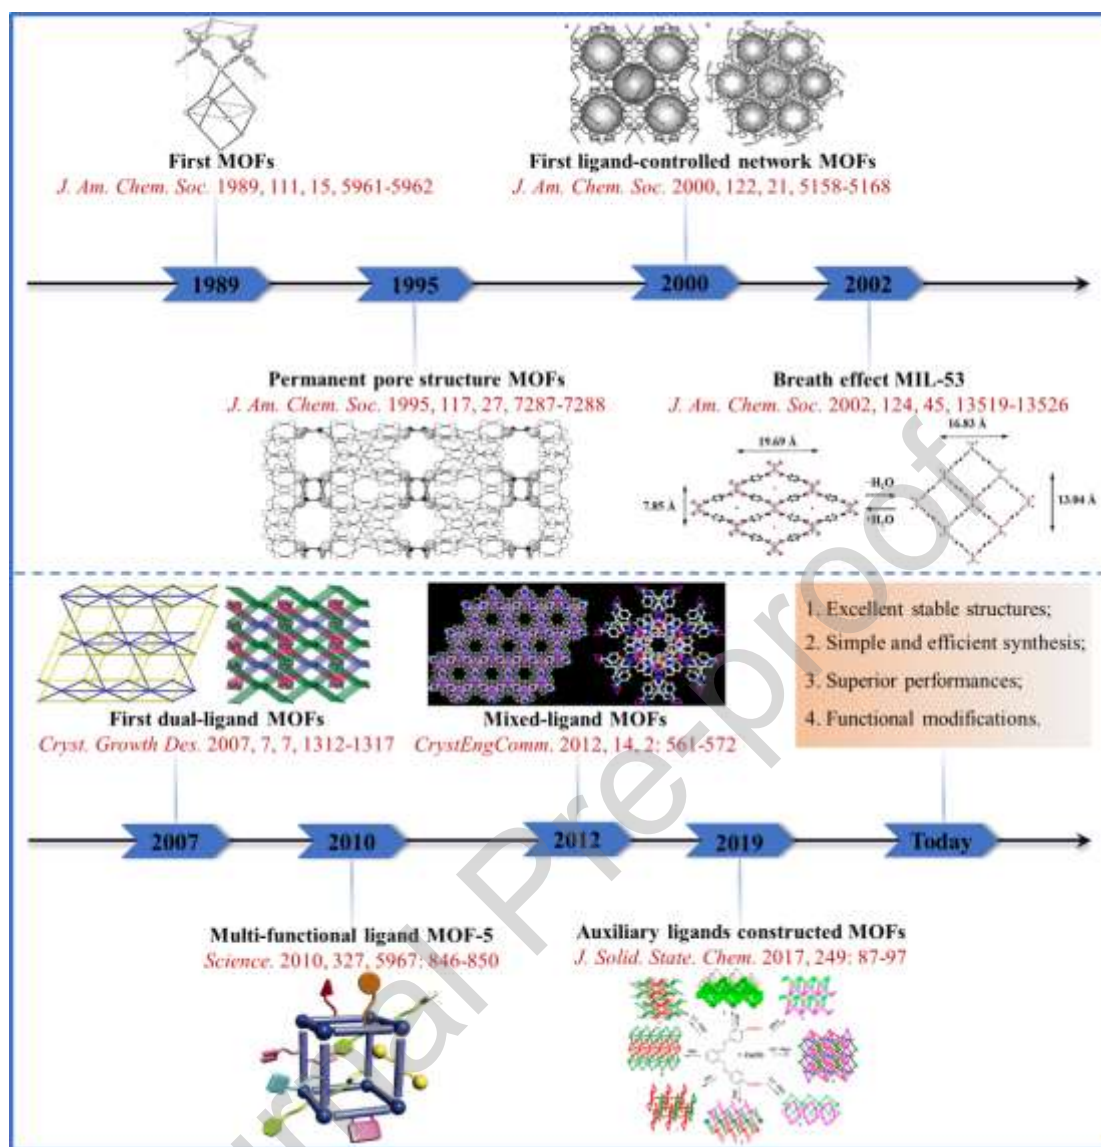 First MOFs
J. Am. Chem. Soc. 1989, 111, 15, 5961-5962
First ligand-controlled network MOFs
J. Am. Chem. Soc. 2000, 122, 21, 5158-5168
1989
1995
2000
2002
Permanent pore structure MOFs
J. Am. Chem. Soc. 1995, 117, 27, 7287-7288
Breath effect MIL-53
J. Am. Chem. Soc. 2002, 124, 45, 13519-13526
19.69 Å
7.85 Å
-H₂O
+H₂O
16.83 Å
13.04 Å
First dual-ligand MOFs
Cryst. Growth Des. 2007, 7, 7, 1312-1317
Mixed-ligand MOFs
CrystEngComm. 2012, 14, 2: 561-572
1. Excellent stable structures;
2. Simple and efficient synthesis;
3. Superior performances;
4. Functional modifications.
2007
2010
2012
2019
Today
Multi-functional ligand MOF-5
Science. 2010, 327, 5967: 846-850
Auxiliary ligands constructed MOFs
J. Solid. State. Chem. 2017, 249: 87-97
Journal Pre-proof